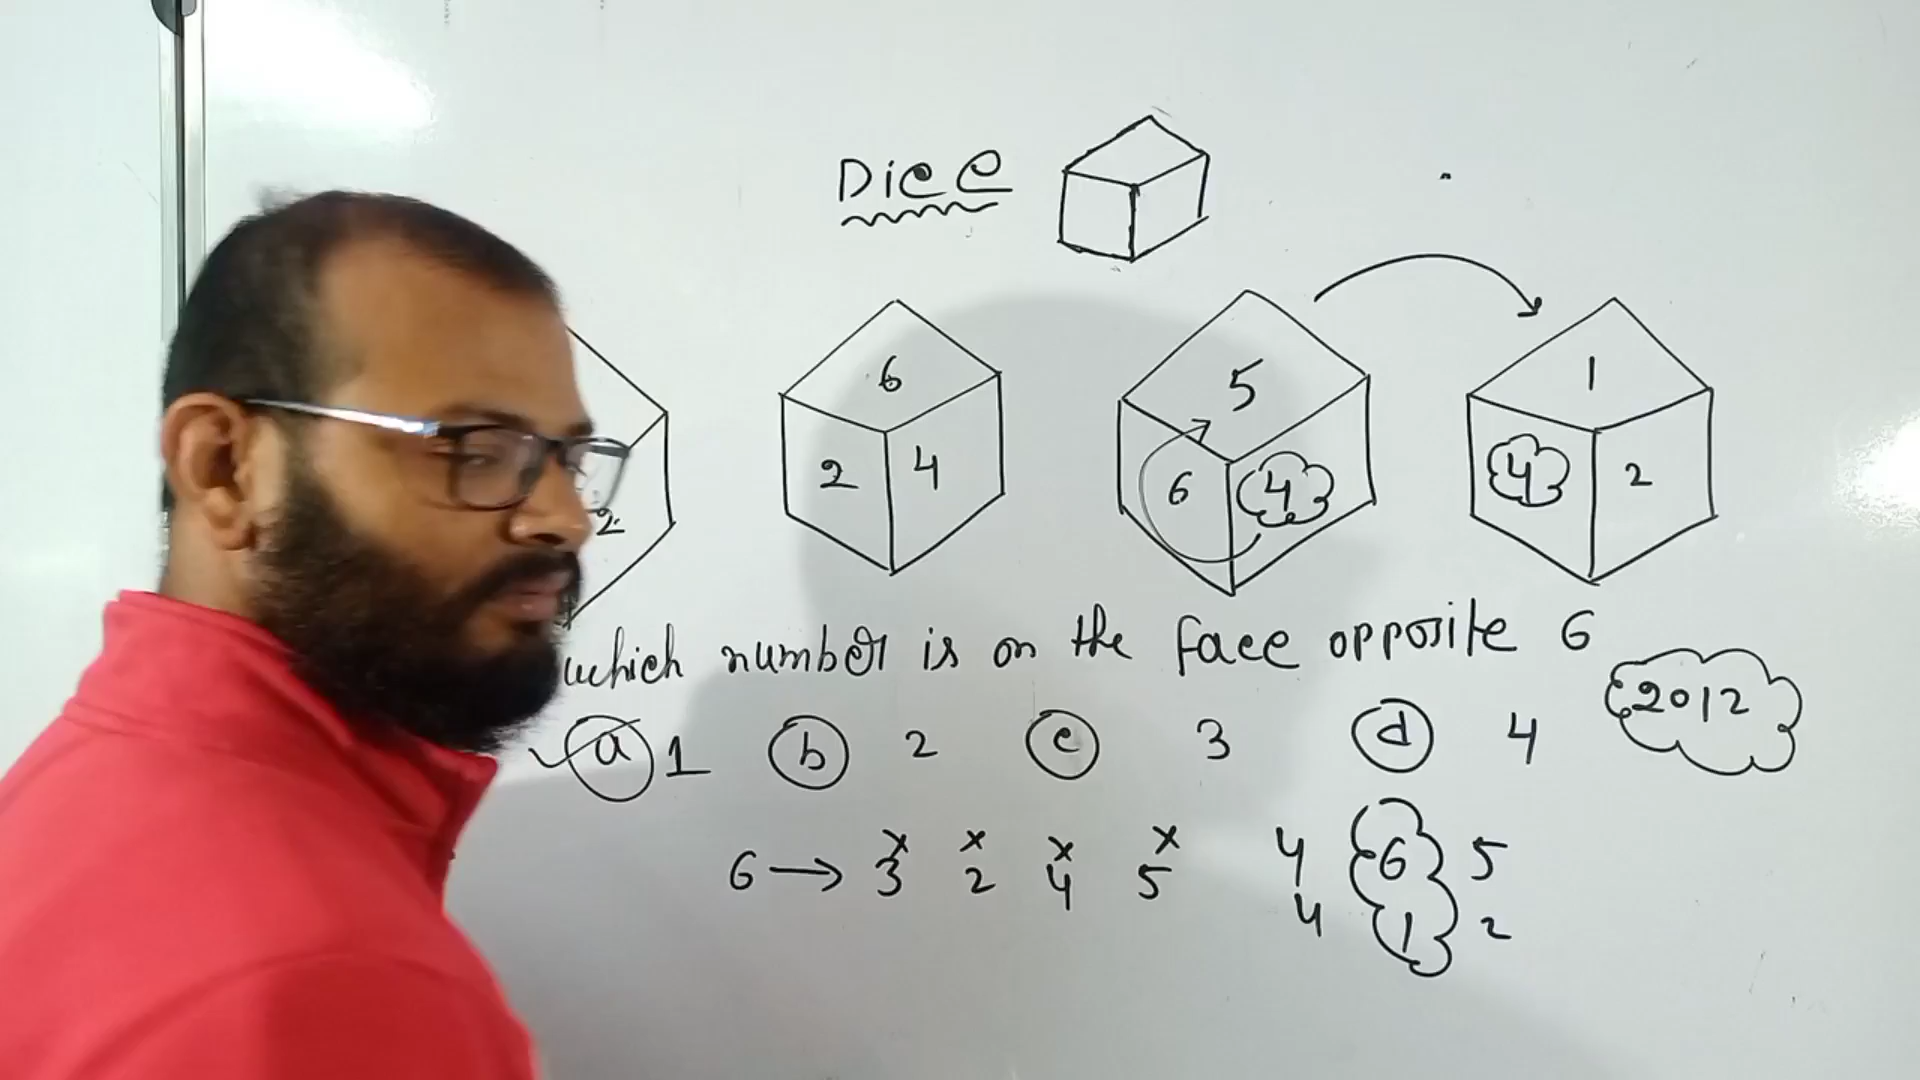 Dice
6
5
1
2
2
4
6
4
4
2
which number is on the face opposite 6
2012
a 1 b 2 c 3 d 4
x x x x
6 → 3 2 4 5
4 6 5
4 1 2